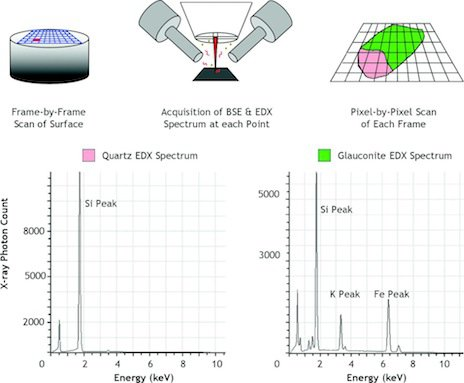 Frame-by-Frame
Scan of Surface
Acquisition of BSE & EDX
Spectrum at each Point
Pixel-by-Pixel Scan
of Each Frame
Quartz EDX Spectrum
Glauconite EDX Spectrum
X-ray Photon Count
8000
5000
2000
Si Peak
0 2 4 6 8 10
Energy (keV)
5000
3000
Si Peak
K Peak
Fe Peak
0 0 2 4 6 8 10
Energy (keV)